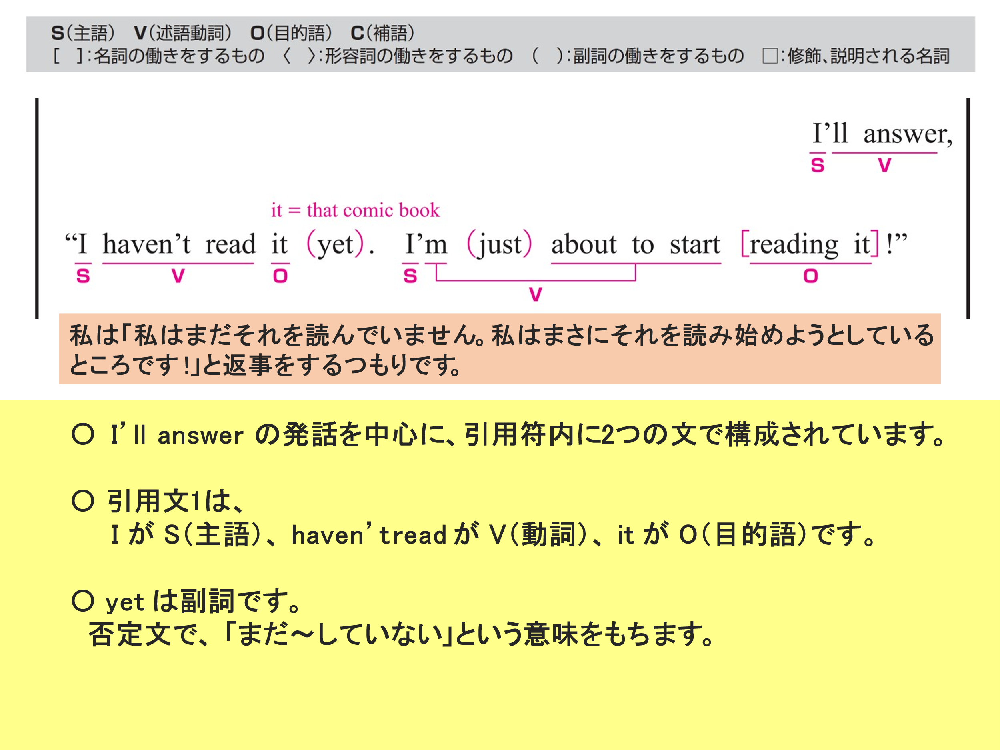 S（主語） V（述語動詞） O（目的語） C（補語）
[ ]：名詞の働きをするもの 〈 〉：形容詞の働きをするもの （ ）：副詞の働きをするもの □：修飾、説明される名詞
I’ll answer,
S V
it = that comic book
“I haven’t read it (yet). I’m (just) about to start [reading it]!”
S V O S O
V
私は「私はまだそれを読んでいません。私はまさにそれを読み始めようとしている
ところです!」と返事をするつもりです。
○ I’ll answer の発話を中心に、引用符内に2つの文で構成されています。
○ 引用文1は、
I が S（主語）、haven’tread が V（動詞）、it が O（目的語）です。
○ yet は副詞です。
否定文で、「まだ～していない」という意味をもちます。